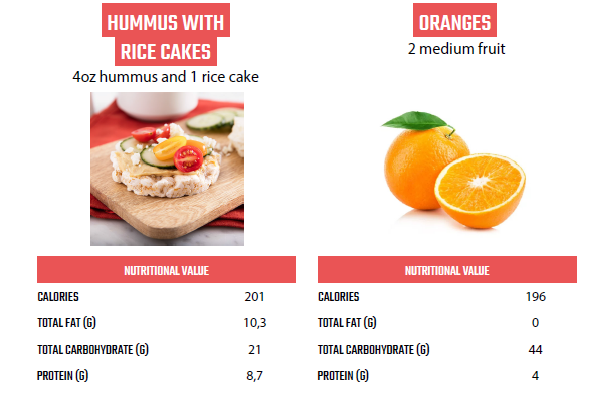 HUMMUS WITH
RICE CAKES
4oz hummus and 1 rice cake
NUTRITIONAL VALUE
CALORIES 201
TOTAL FAT (G) 10,3
TOTAL CARBOHYDRATE (G) 21
PROTEIN (G) 8,7
ORANGES
2 medium fruit
NUTRITIONAL VALUE
CALORIES 196
TOTAL FAT (G) 0
TOTAL CARBOHYDRATE (G) 44
PROTEIN (G) 4